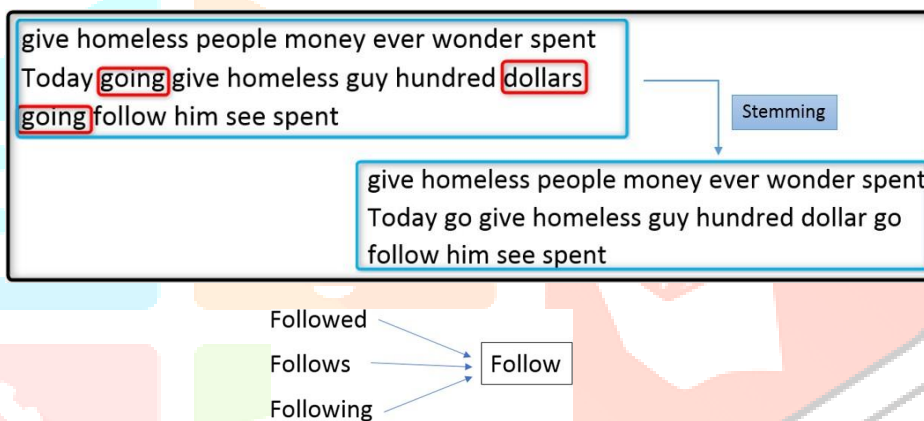 give homeless people money ever wonder spent
Today going give homeless guy hundred dollars
going follow him see spent
Stemming
give homeless people money ever wonder spent
Today go give homeless guy hundred dollar go
follow him see spent
Followed
Follows
Follow
Following